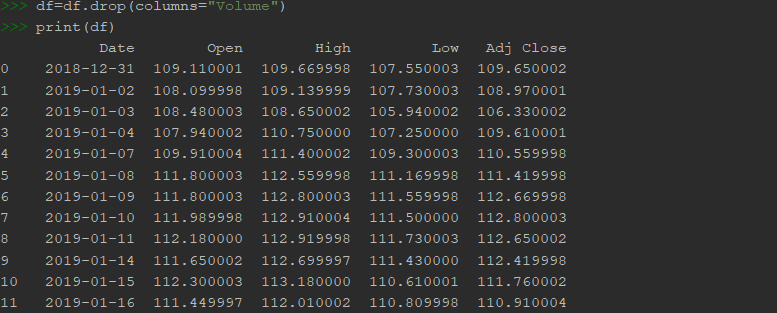 >>> df=df.drop(columns="Volume")
>>> print(df)
Date Open High Low Adj Close
0 2018-12-31 109.110001 109.669998 107.550003 109.650002
1 2019-01-02 108.099998 109.139999 107.730003 108.970001
2 2019-01-03 108.480003 108.650002 105.940002 106.330002
3 2019-01-04 107.940002 110.750000 107.250000 109.610001
4 2019-01-07 109.910004 111.400002 109.300003 110.559998
5 2019-01-08 111.800003 112.559998 111.169998 111.419998
6 2019-01-09 111.800003 112.800003 111.559998 112.669998
7 2019-01-10 111.989998 112.910004 111.500000 112.800003
8 2019-01-11 112.180000 112.919998 111.730003 112.650002
9 2019-01-14 111.650002 112.699997 111.430000 112.419998
10 2019-01-15 112.300003 113.180000 110.610001 111.760002
11 2019-01-16 111.449997 112.010002 110.809998 110.910004